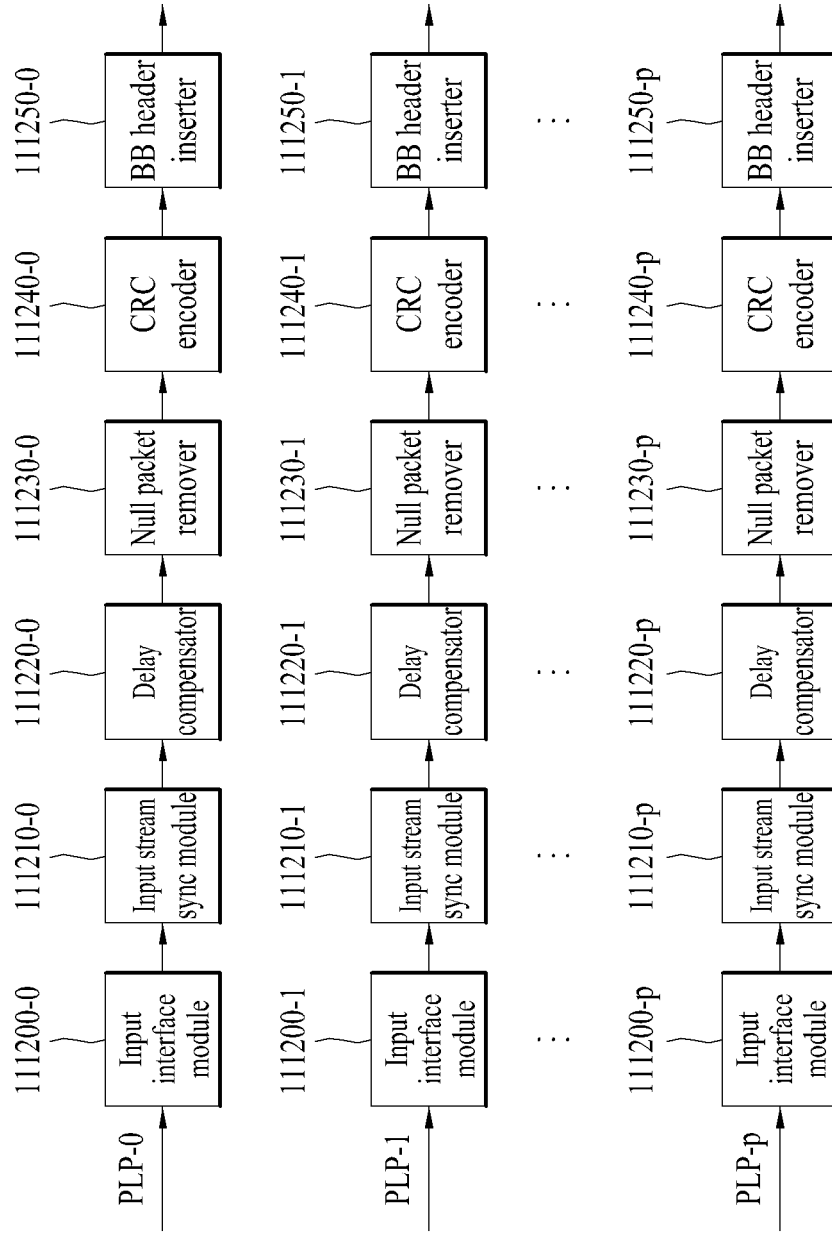 111200-0
111210-0
111220-0
111230-0
111240-0
111250-0
PLP-0
Input
interface
module
Input stream
sync module
Delay
compensator
Null packet
remover
CRC
encoder
BB header
inserter
111200-1
111210-1
111220-1
111230-1
111240-1
111250-1
PLP-1
Input
interface
module
Input stream
sync module
Delay
compensator
Null packet
remover
CRC
encoder
BB header
inserter
. . .
. . .
. . .
. . .
. . .
. . .
111200-p
111210-p
111220-p
111230-p
111240-p
111250-p
PLP-p
Input
interface
module
Input stream
sync module
Delay
compensator
Null packet
remover
CRC
encoder
BB header
inserter